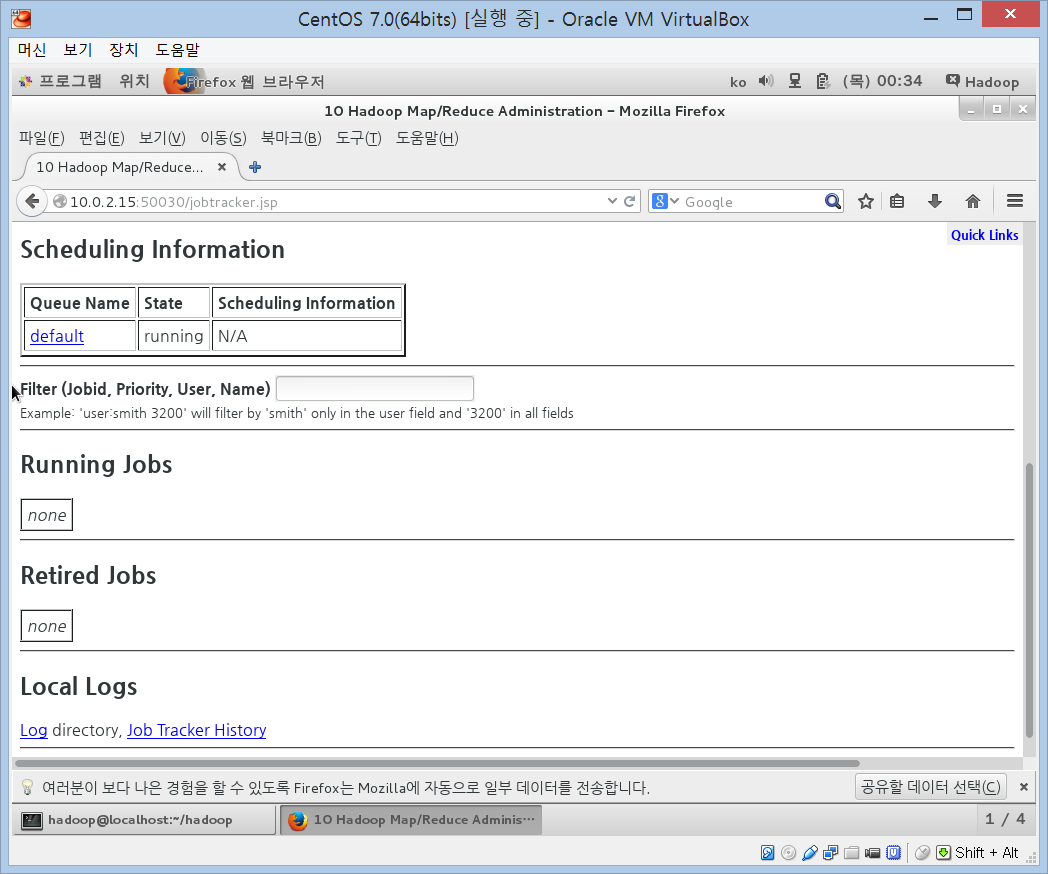 CentOS 7.0(64bits) [실행 중] - Oracle VM VirtualBox
머신 보기 장치 도움말
프로그램 위치 Firefox 웹 브라우저 ko (목) 00:34 Hadoop
10 Hadoop Map/Reduce Administration - Mozilla Firefox
파일(F) 편집(E) 보기(V) 이동(S) 북마크(B) 도구(T) 도움말(H)
10 Hadoop Map/Reduce...
10.0.2.15:50030/jobtracker.jsp Google
Quick Links
Scheduling Information
Queue Name State Scheduling Information
default running N/A
Filter (Jobid, Priority, User, Name)
Example: 'user:smith 3200' will filter by 'smith' only in the user field and '3200' in all fields
Running Jobs
none
Retired Jobs
none
Local Logs
Log directory, Job Tracker History
여러분이 보다 나은 경험을 할 수 있도록 Firefox는 Mozilla에 자동으로 일부 데이터를 전송합니다. 공유할 데이터 선택(C)
hadoop@localhost:~/hadoop 10 Hadoop Map/Reduce Adminis... 1 / 4
Shift + Alt